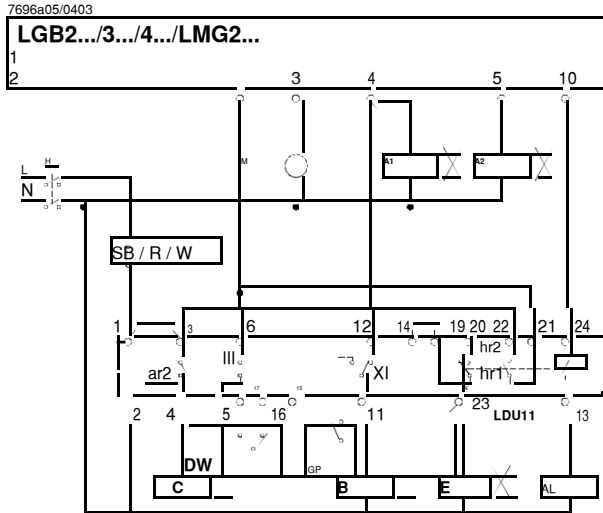 7696a05/0403
LGB2.../3.../4.../LMG2...
1
2 3 4 5 10
M A1 A2
H
L
N
SB / R / W
1 3 6 12 14 19 20 22 21 24
hr2
ar2 III XI hr1
17 15
2 4 5 16 11 23 LDU11 13
DW GP
C B E AL